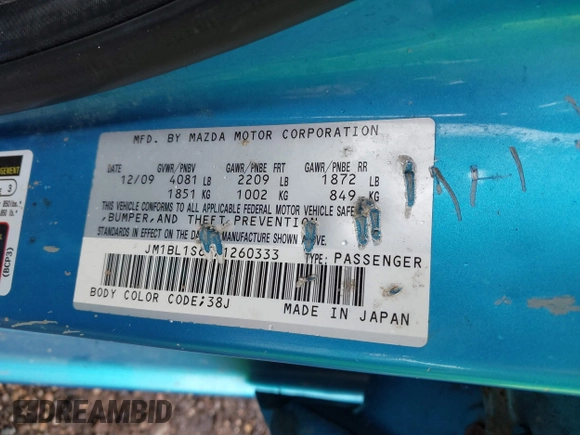 MFD. BY MAZDA MOTOR CORPORATION
DATE GVWR/PNBV GAWR/PNBE FRT GAWR/PNBE RR
12/09 4081 LB 2209 LB 1872 LB
1851 KG 1002 KG 849 KG
THIS VEHICLE CONFORMS TO ALL APPLICABLE FEDERAL MOTOR VEHICLE
,BUMPER,AND THEFT PREVENTION
STANDARDS IN EFFECT ON THE OF MANUFACTURE SHOWN
TYPE: PASSENGER
BODY COLOR CODE;38J
MADE IN JAPAN
3
(BCP3)
DREAMBID